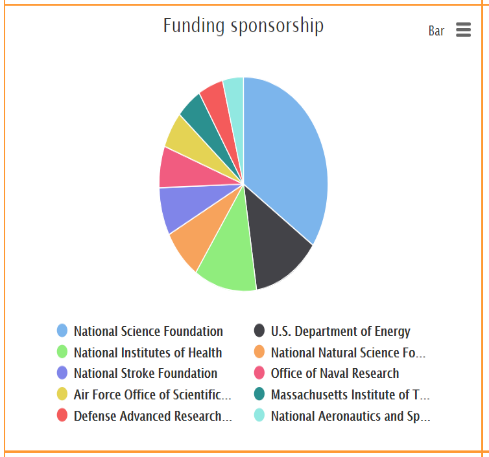 Funding sponsorship
Bar
National Science Foundation
U.S. Department of Energy
National Institutes of Health
National Natural Science Fo...
National Stroke Foundation
Office of Naval Research
Air Force Office of Scientific...
Massachusetts Institute of T...
Defense Advanced Research...
National Aeronautics and Sp...